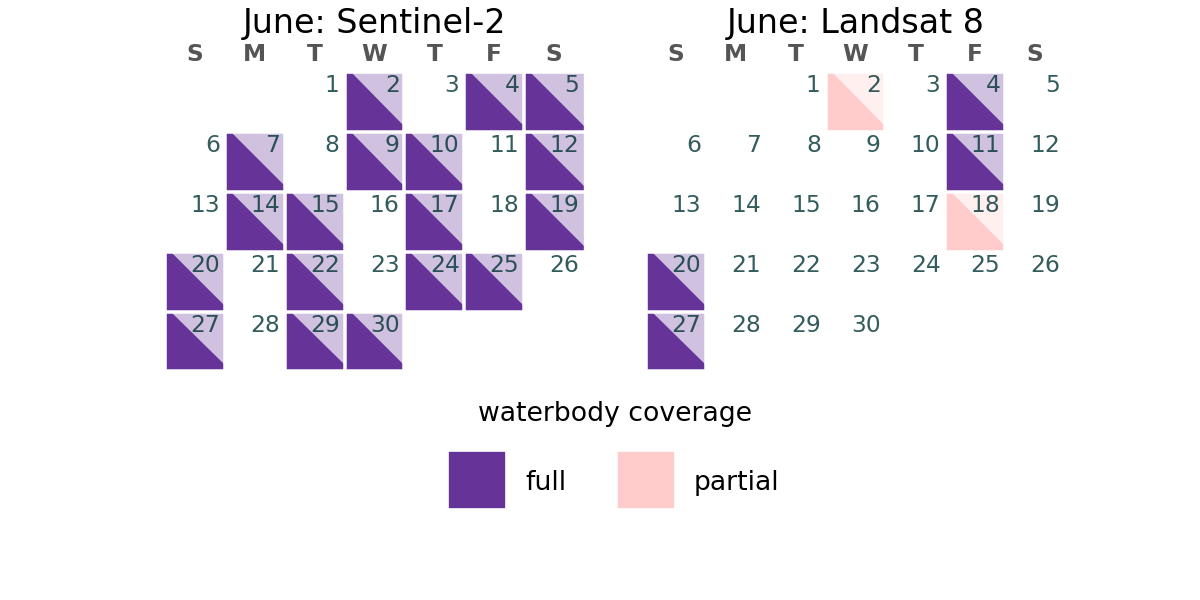 June: Sentinel-2
S M T W T F S
1 2 3 4 5
6 7 8 9 10 11 12
13 14 15 16 17 18 19
20 21 22 23 24 25 26
27 28 29 30
June: Landsat 8
S M T W T F S
1 2 3 4 5
6 7 8 9 10 11 12
13 14 15 16 17 18 19
20 21 22 23 24 25 26
27 28 29 30
waterbody coverage
full partial